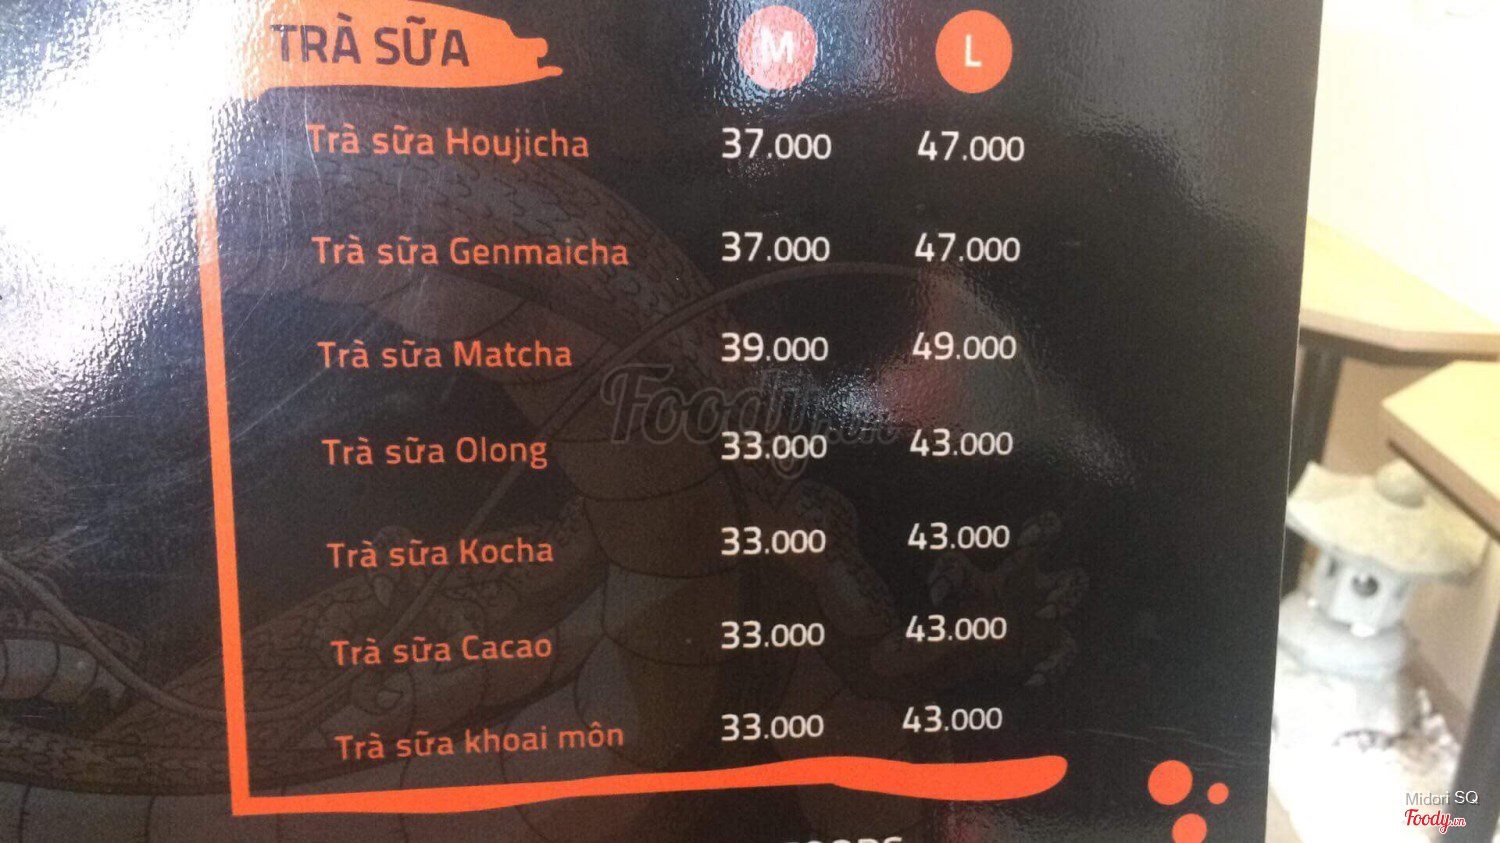 TRÀ SỮA M L
Trà sữa Houjicha 37.000 47.000
Trà sữa Genmaicha 37.000 47.000
Trà sữa Matcha 39.000 49.000
Trà sữa Olong 33.000 43.000
Trà sữa Kocha 33.000 43.000
Trà sữa Cacao 33.000 43.000
Trà sữa khoai môn 33.000 43.000
Foody.vn
Midori SQ
Foody.vn